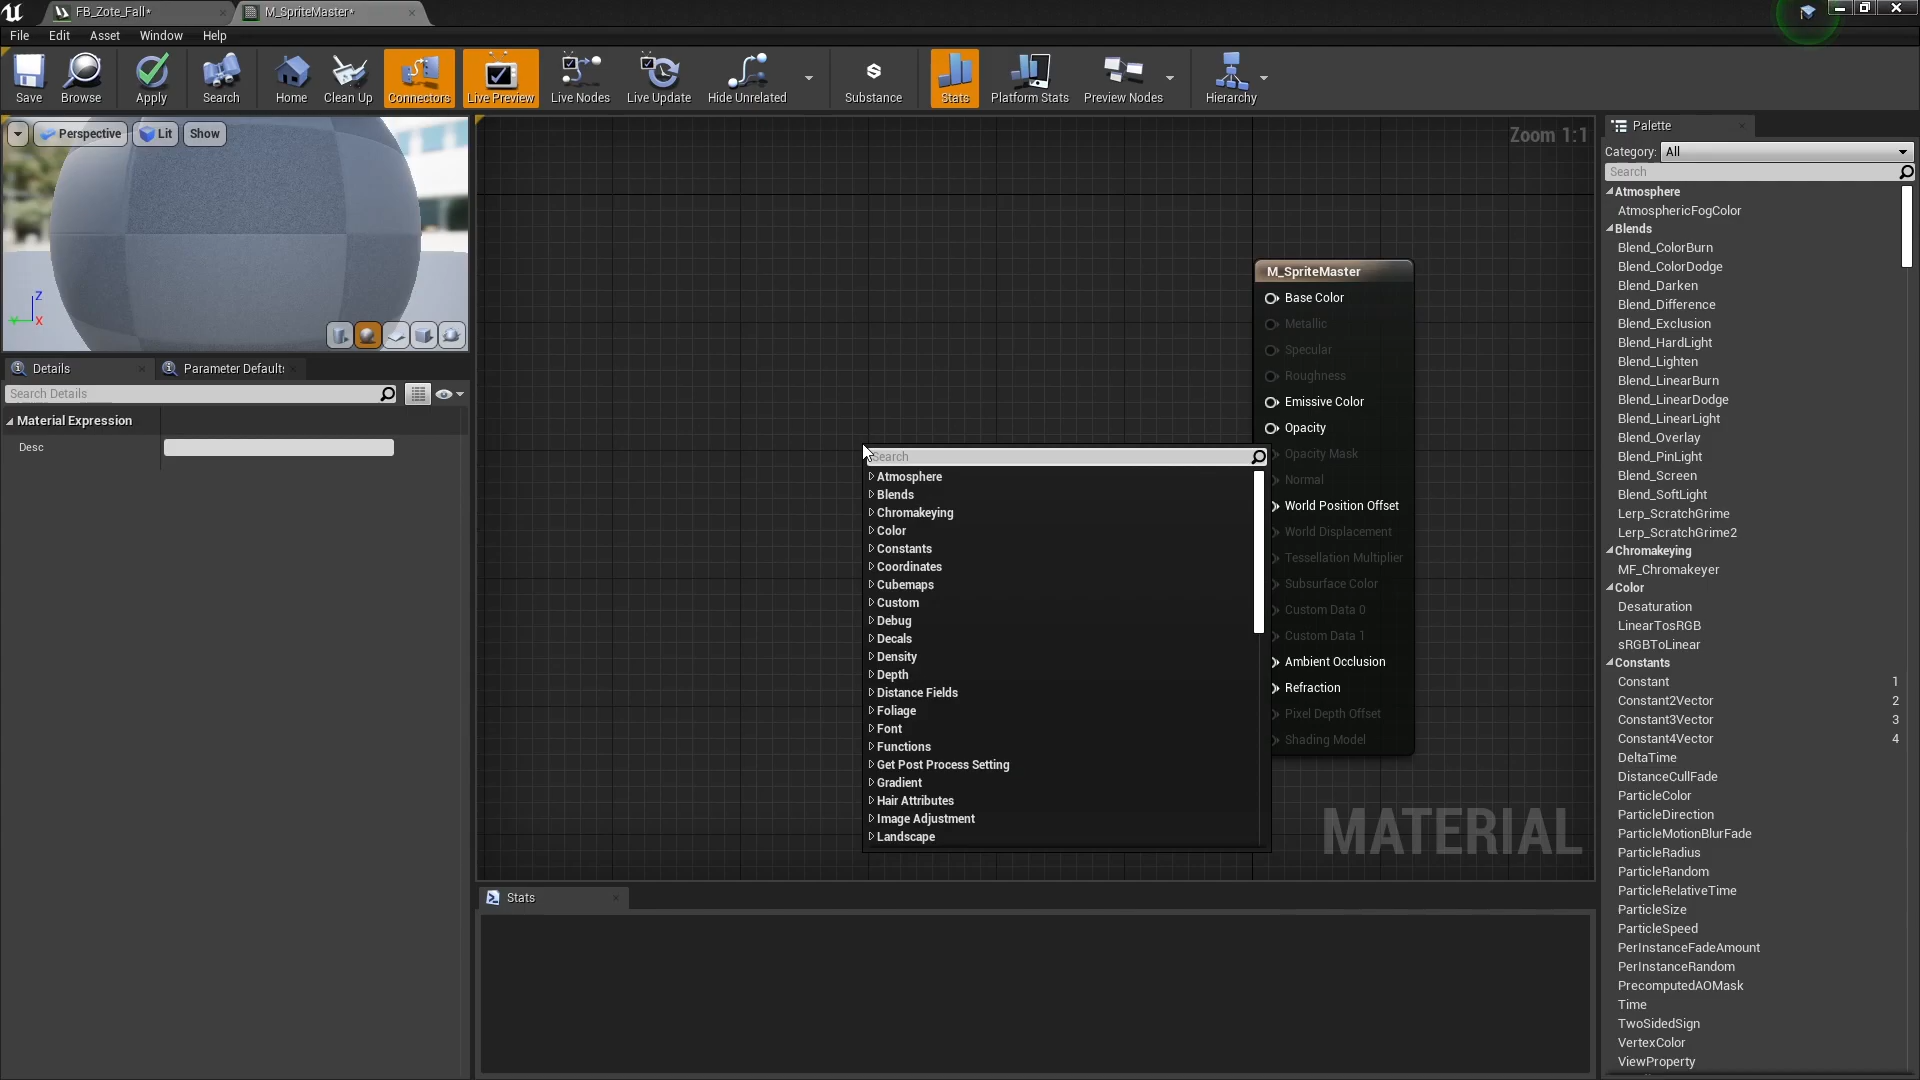 FB_Zote_Fall*
M_SpriteMaster*
File Edit Asset Window Help
Save Browse Apply Search Home Clean Up Connectors Live Preview Live Nodes Live Update Hide Unrelated Substance Stats Platform Stats Preview Nodes Hierarchy
Perspective Lit Show
Z
Y
X
Details
Parameter Defaults
Search Details
Material Expression
Desc
Zoom 1:1
M_SpriteMaster
Base Color
Metallic
Specular
Roughness
Emissive Color
Opacity
Opacity Mask
Normal
World Position Offset
World Displacement
Tessellation Multiplier
Subsurface Color
Custom Data 0
Custom Data 1
Ambient Occlusion
Refraction
Pixel Depth Offset
Shading Model
Search
Atmosphere
Blends
Chromakeying
Color
Constants
Coordinates
Cubemaps
Custom
Debug
Decals
Density
Depth
Distance Fields
Foliage
Font
Functions
Get Post Process Setting
Gradient
Hair Attributes
Image Adjustment
Landscape
MATERIAL
Stats
Palette
Category: All
Search
Atmosphere
AtmosphericFogColor
Blends
Blend_ColorBurn
Blend_ColorDodge
Blend_Darken
Blend_Difference
Blend_Exclusion
Blend_HardLight
Blend_Lighten
Blend_LinearBurn
Blend_LinearDodge
Blend_LinearLight
Blend_Overlay
Blend_PinLight
Blend_Screen
Blend_SoftLight
Lerp_ScratchGrime
Lerp_ScratchGrime2
Chromakeying
MF_Chromakeyer
Color
Desaturation
LinearTosRGB
sRGBToLinear
Constants
Constant 1
Constant2Vector 2
Constant3Vector 3
Constant4Vector 4
DeltaTime
DistanceCullFade
ParticleColor
ParticleDirection
ParticleMotionBlurFade
ParticleRadius
ParticleRandom
ParticleRelativeTime
ParticleSize
ParticleSpeed
PerInstanceFadeAmount
PerInstanceRandom
PrecomputedAOMask
Time
TwoSidedSign
VertexColor
ViewProperty